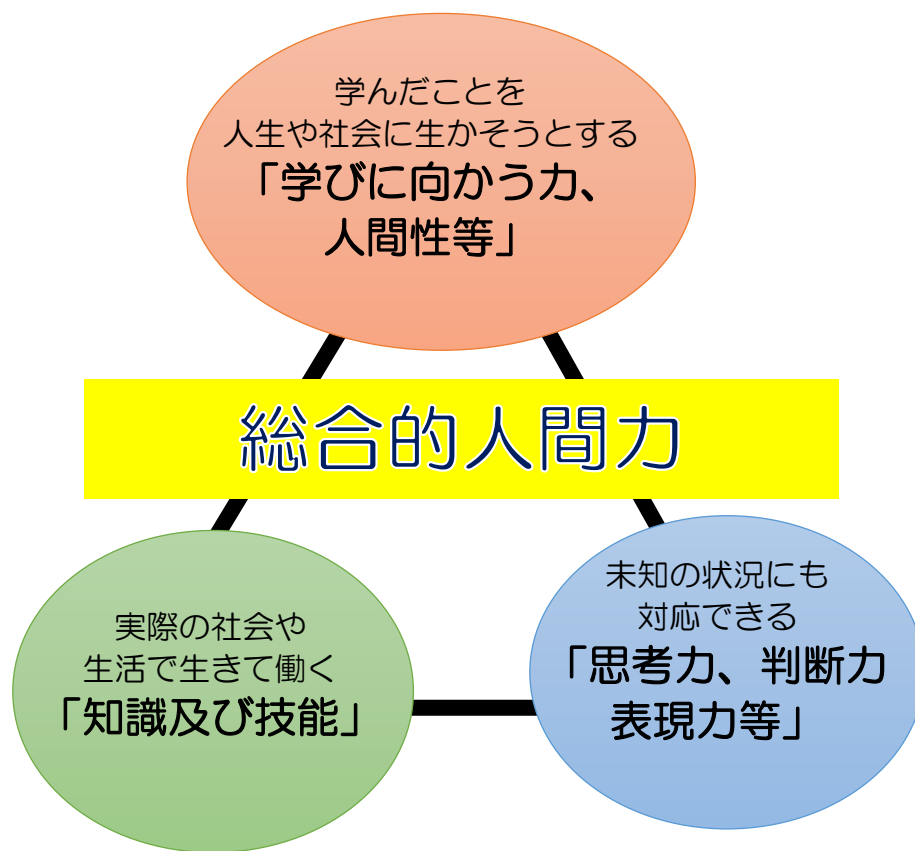 学んだことを
人生や社会に生かそうとする
「学びに向かう力、
人間性等」
総合的人間力
実際の社会や
生活で生きて働く
「知識及び技能」
未知の状況にも
対応できる
「思考力、判断力
表現力等」